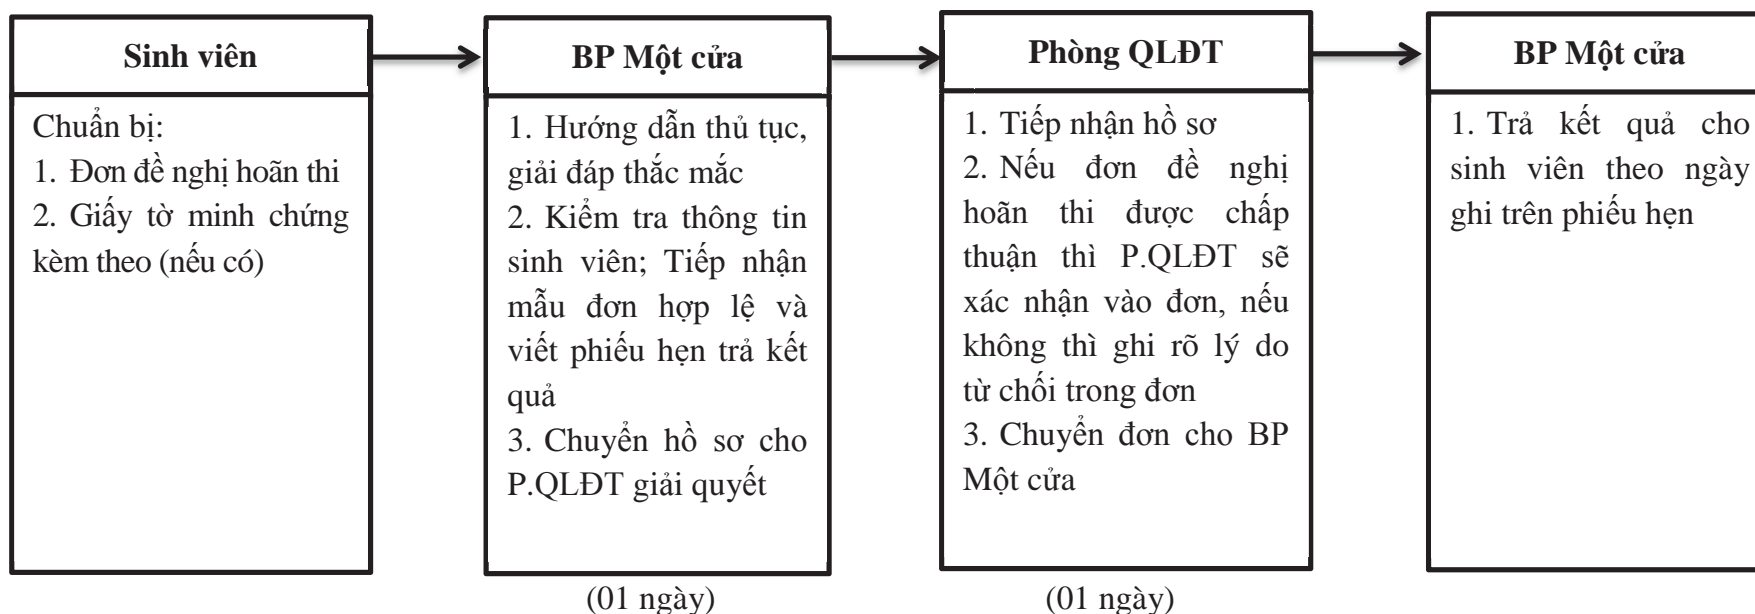 Sinh viên
Chuẩn bị:
1. Đơn đề nghị hoãn thi
2. Giấy tờ minh chứng
kèm theo (nếu có)
BP Một cửa
1. Hướng dẫn thủ tục,
giải đáp thắc mắc
2. Kiểm tra thông tin
sinh viên; Tiếp nhận
mẫu đơn hợp lệ và
viết phiếu hẹn trả kết
quả
3. Chuyển hồ sơ cho
P.QLĐT giải quyết
(01 ngày)
Phòng QLĐT
1. Tiếp nhận hồ sơ
2. Nếu đơn đề nghị
hoãn thi được chấp
thuận thì P.QLĐT sẽ
xác nhận vào đơn, nếu
không thì ghi rõ lý do
từ chối trong đơn
3. Chuyển đơn cho BP
Một cửa
(01 ngày)
BP Một cửa
1. Trả kết quả cho
sinh viên theo ngày
ghi trên phiếu hẹn